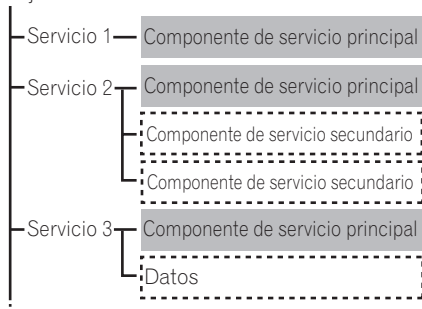 Servicio 1 Componente de servicio principal
Servicio 2 Componente de servicio principal
Componente de servicio secundario
Componente de servicio secundario
Servicio 3 Componente de servicio principal
Datos